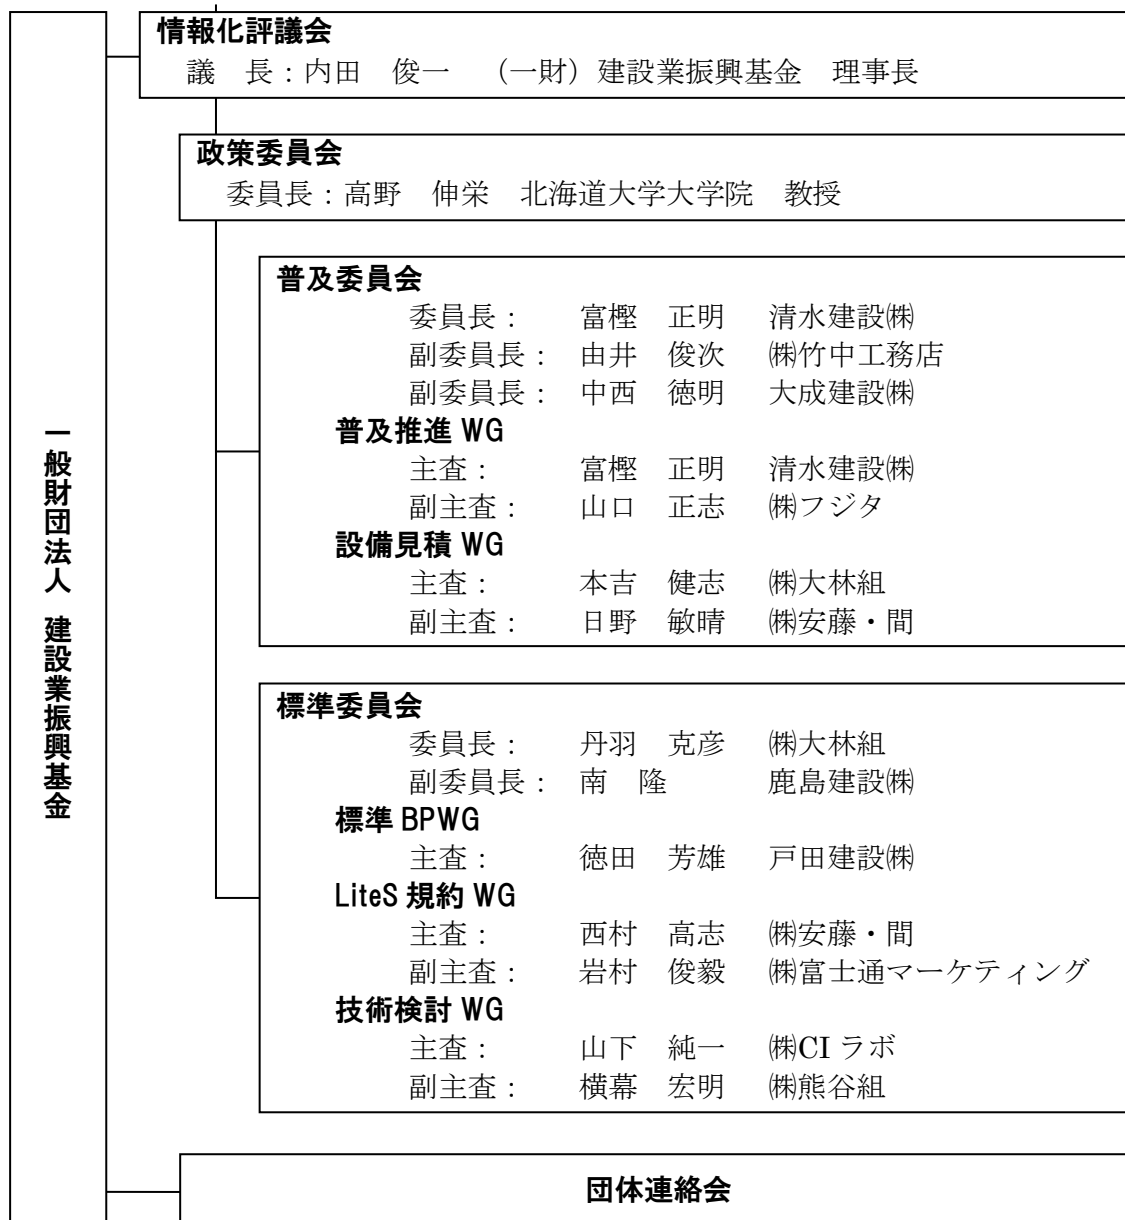 一般財団法人　建設業振興基金
情報化評議会
議　長：内田　俊一　（一財）建設業振興基金　理事長
政策委員会
委員長：高野　伸栄　北海道大学大学院　教授
普及委員会
委員長：　富樫　正明　清水建設㈱
副委員長：　由井　俊次　㈱竹中工務店
副委員長：　中西　徳明　大成建設㈱
普及推進 WG
主査：　富樫　正明　清水建設㈱
副主査：　山口　正志　㈱フジタ
設備見積 WG
主査：　本吉　健志　㈱大林組
副主査：　日野　敏晴　㈱安藤・間
標準委員会
委員長：　丹羽　克彦　㈱大林組
副委員長：　南　隆　鹿島建設㈱
標準 BPWG
主査：　徳田　芳雄　戸田建設㈱
LiteS 規約 WG
主査：　西村　高志　㈱安藤・間
副主査：　岩村　俊毅　㈱富士通マーケティング
技術検討 WG
主査：　山下　純一　㈱CI ラボ
副主査：　横幕　宏明　㈱熊谷組
団体連絡会